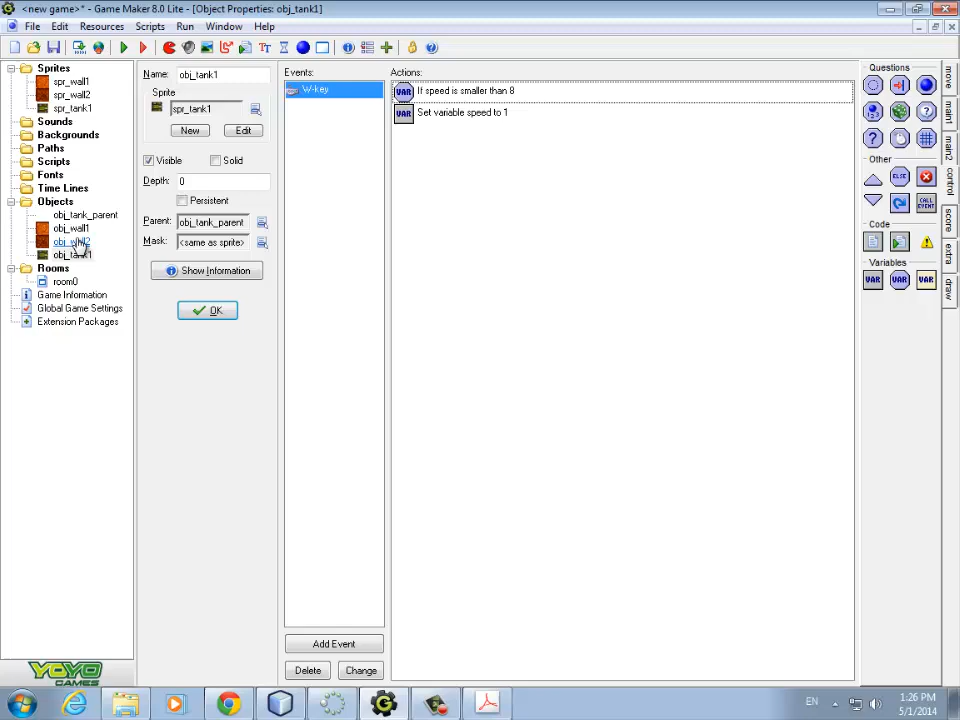 <new game>* - Game Maker 8.0 Lite - [Object Properties: obj_tank1]
File Edit Resources Scripts Run Window Help
Sprites
spr_wall1
spr_wall2
spr_tank1
Sounds
Backgrounds
Paths
Scripts
Fonts
Time Lines
Objects
obj_tank_parent
obj_wall1
obj_wall2
obj_tank1
Rooms
room0
Game Information
Global Game Settings
Extension Packages
YOYO
GAMES
Name: obj_tank1
Sprite
spr_tank1
New Edit
Visible Solid
Depth: 0
Persistent
Parent: obj_tank_parent
Mask: <same as sprite>
Show Information
OK
Events:
W-key
Add Event
Delete Change
Actions:
VAR If speed is smaller than 8
VAR Set variable speed to 1
Questions
Other
ELSE
CALL EVENT
Code
Variables
VAR VAR VAR
move
main1
main2
control
score
extra
draw
EN
1:26 PM
5/1/2014